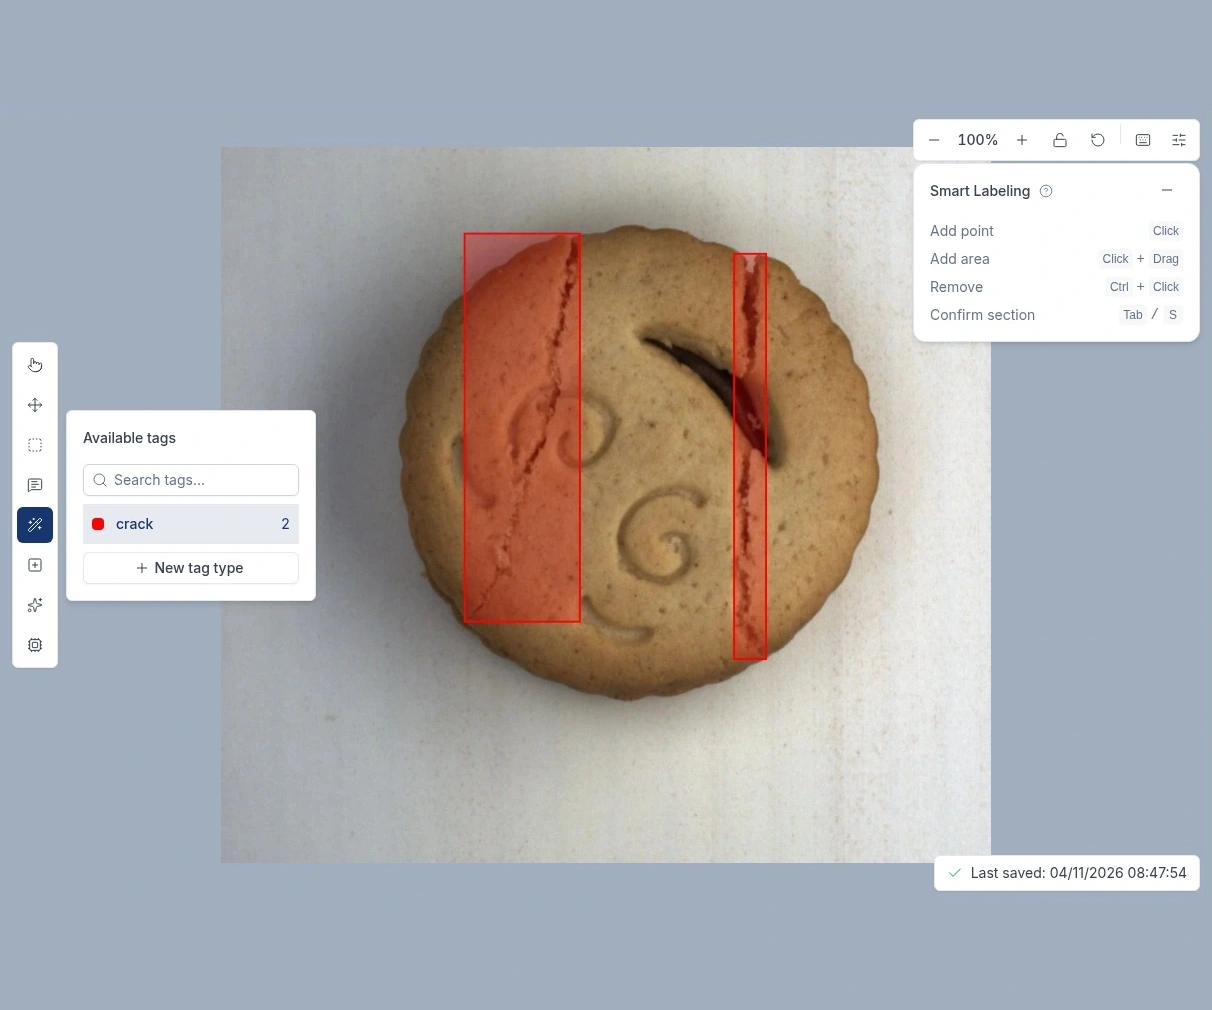 100%
Smart Labeling
Add point Click
Add area Click + Drag
Remove Ctrl + Click
Confirm section Tab / S
Available tags
Search tags...
crack 2
New tag type
Last saved: 04/11/2026 08:47:54